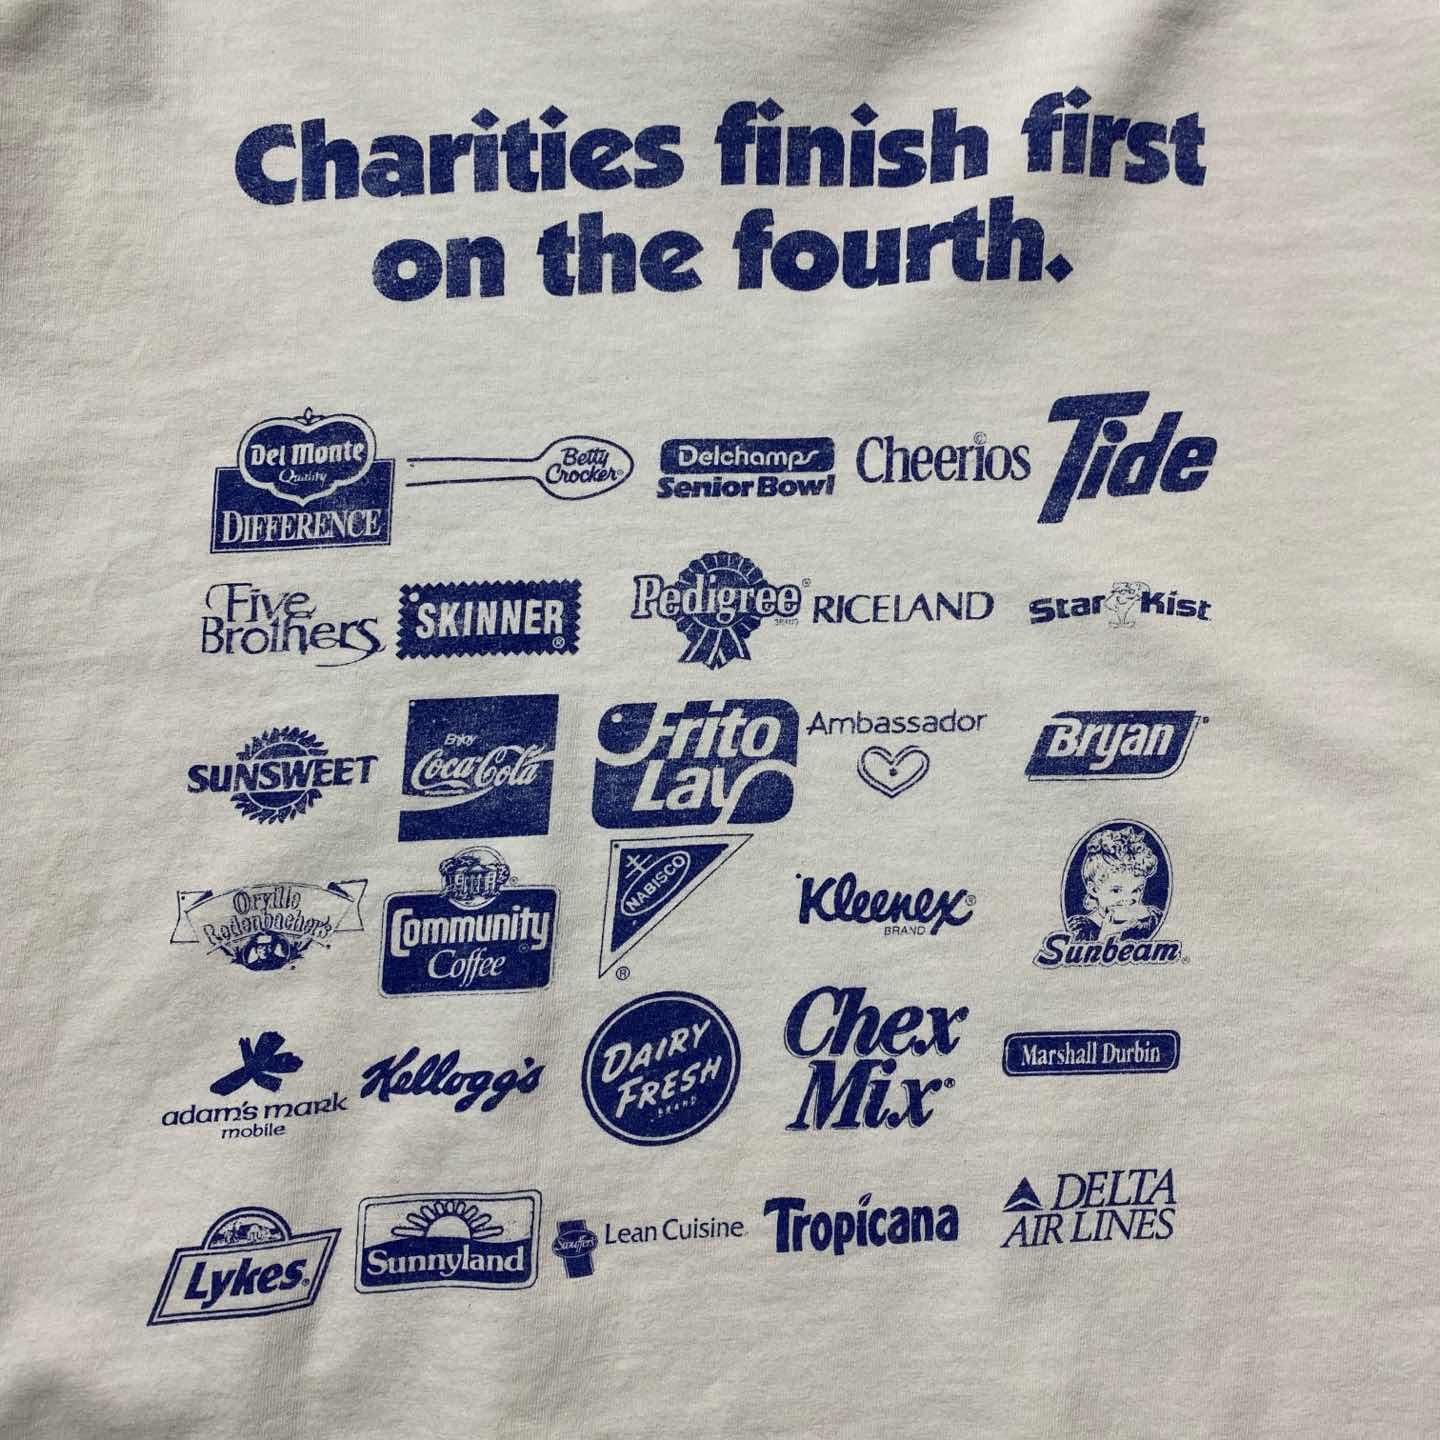 Charities finish first
on the fourth.
Del Monte
Quality
DIFFERENCE
Betty
Crocker®
Delchamps
Senior Bowl
Cheerios
Tide
Five
Brothers
SKINNER
®
Pedigree®
BRAND
RICELAND
StarKist
SUNSWEET
Enjoy
Coca-Cola
Frito
Lay
Ambassador
Bryan
Orville
Redenbacher's
Community
Coffee
NABISCO
®
Kleenex®
BRAND
Sunbeam®
adam's mark
mobile
Kellogg's
DAIRY
FRESH
BRAND
Chex
Mix®
Marshall Durbin
Lykes®
Sunnyland
Stouffer's
Lean Cuisine
Tropicana
DELTA
AIR LINES